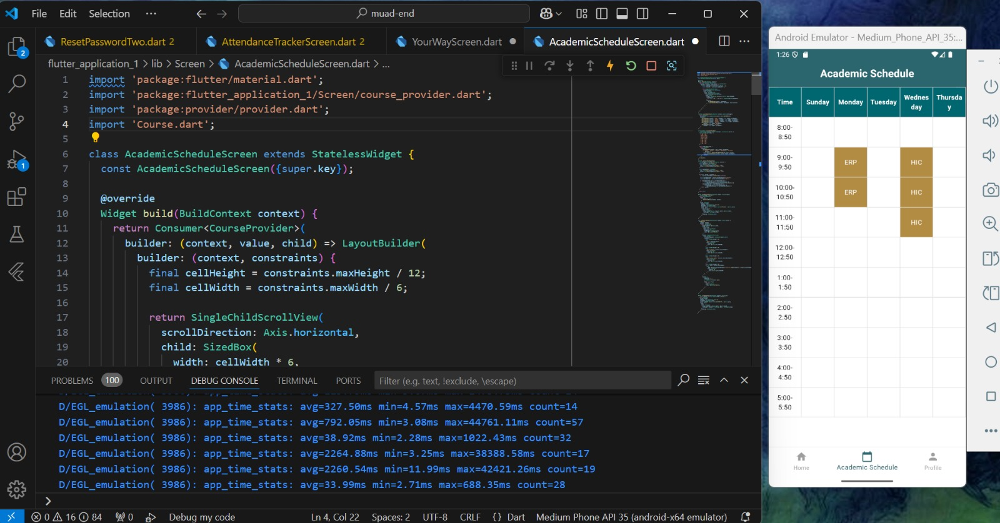 File Edit Selection ···
muad-end
ResetPasswordTwo.dart 2
AttendanceTrackerScreen.dart 2
YourWayScreen.dart
AcademicScheduleScreen.dart
flutter_application_1 > lib > Screen > AcademicScheduleScreen.dart > ...
1 import 'package:flutter/material.dart';
2 import 'package:flutter_application_1/Screen/course_provider.dart';
3 import 'package:provider/provider.dart';
4 import 'Course.dart';
5
6 class AcademicScheduleScreen extends StatelessWidget {
7 const AcademicScheduleScreen({super.key});
8
9 @override
10 Widget build(BuildContext context) {
11 return Consumer<CourseProvider>(
12 builder: (context, value, child) => LayoutBuilder(
13 builder: (context, constraints) {
14 final cellHeight = constraints.maxHeight / 12;
15 final cellWidth = constraints.maxWidth / 6;
16
17 return SingleChildScrollView(
18 scrollDirection: Axis.horizontal,
19 child: SizedBox(
20 width: cellWidth * 6,
2
1
PROBLEMS 100 OUTPUT DEBUG CONSOLE TERMINAL PORTS Filter (e.g. text, !exclude, \escape)
D/EGL_emulation( 3986): app_time_stats: avg=327.50ms min=4.57ms max=4470.59ms count=14
D/EGL_emulation( 3986): app_time_stats: avg=792.05ms min=3.08ms max=44761.11ms count=57
D/EGL_emulation( 3986): app_time_stats: avg=38.92ms min=2.28ms max=1022.43ms count=32
D/EGL_emulation( 3986): app_time_stats: avg=2264.88ms min=3.25ms max=38388.58ms count=17
D/EGL_emulation( 3986): app_time_stats: avg=2260.54ms min=11.99ms max=42421.26ms count=19
D/EGL_emulation( 3986): app_time_stats: avg=33.99ms min=2.71ms max=688.35ms count=28
>
0 16 84 0 Debug my code Ln 4, Col 22 Spaces: 2 UTF-8 CRLF {} Dart Medium Phone API 35 (android-x64 emulator)
Android Emulator - Medium_Phone_API_35:...
1:26
Academic Schedule
Time Sunday Monday Tuesday Wednes Thursda
day y
8:00-
8:50
9:00-
9:50
ERP HIC
10:00-
10:50
ERP HIC
11:00-
11:50
HIC
12:00-
12:50
1:00-
1:50
2:00-
2:50
3:00-
3:50
4:00-
4:50
5:00-
5:50
Home Academic Schedule Profile